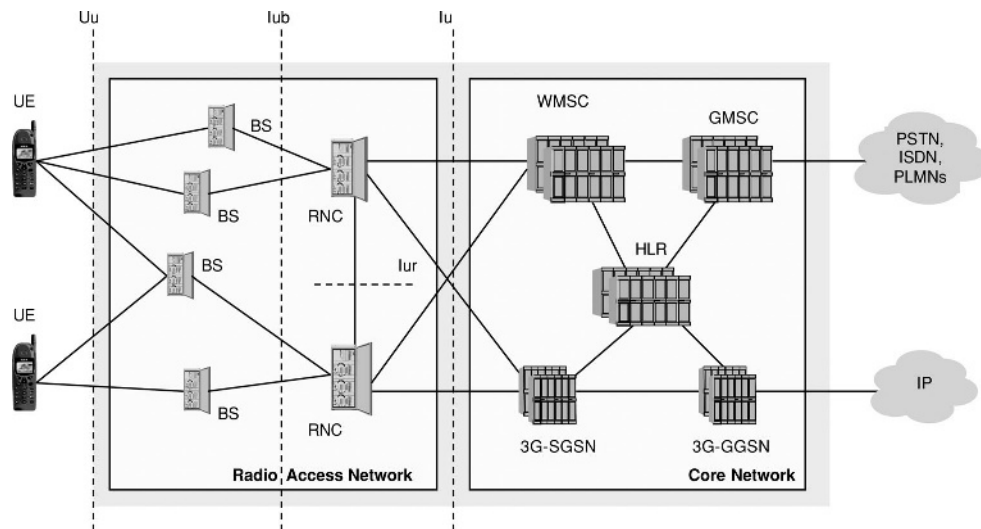 Uu
Iub
Iu
UE
BS
WMSC
GMSC
PSTN,
ISDN,
PLMNs
BS
RNC
BS
Iur
HLR
UE
BS
RNC
3G-SGSN
3G-GGSN
IP
Radio Access Network
Core Network